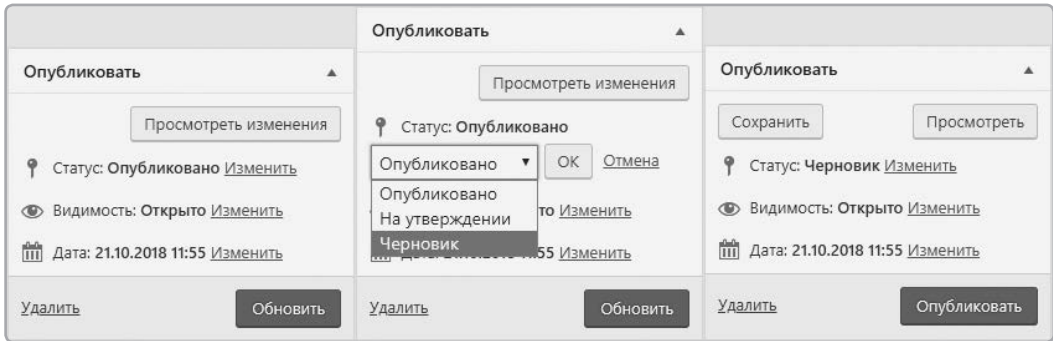 Опубликовать
Просмотреть изменения
Статус: Опубликовано Изменить
Видимость: Открыто Изменить
Дата: 21.10.2018 11:55 Изменить
Удалить
Обновить
Опубликовать
Просмотреть изменения
Статус: Опубликовано
Опубликовано ОК Отмена
Опубликовано
На утверждении
то Изменить
Черновик
55 Изменить
Удалить
Обновить
Опубликовать
Сохранить
Просмотреть
Статус: Черновик Изменить
Видимость: Открыто Изменить
Дата: 21.10.2018 11:55 Изменить
Удалить
Опубликовать